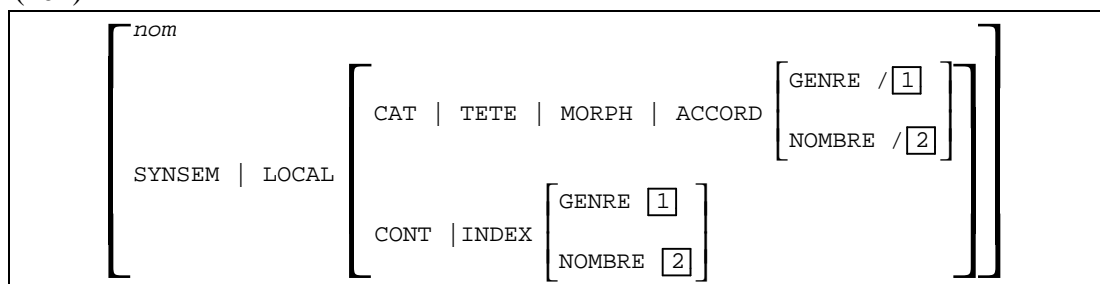 nom
GENRE / 1
CAT | TETE | MORPH | ACCORD
NOMBRE / 2
SYNSEM | LOCAL
GENRE 1
CONT | INDEX
NOMBRE 2